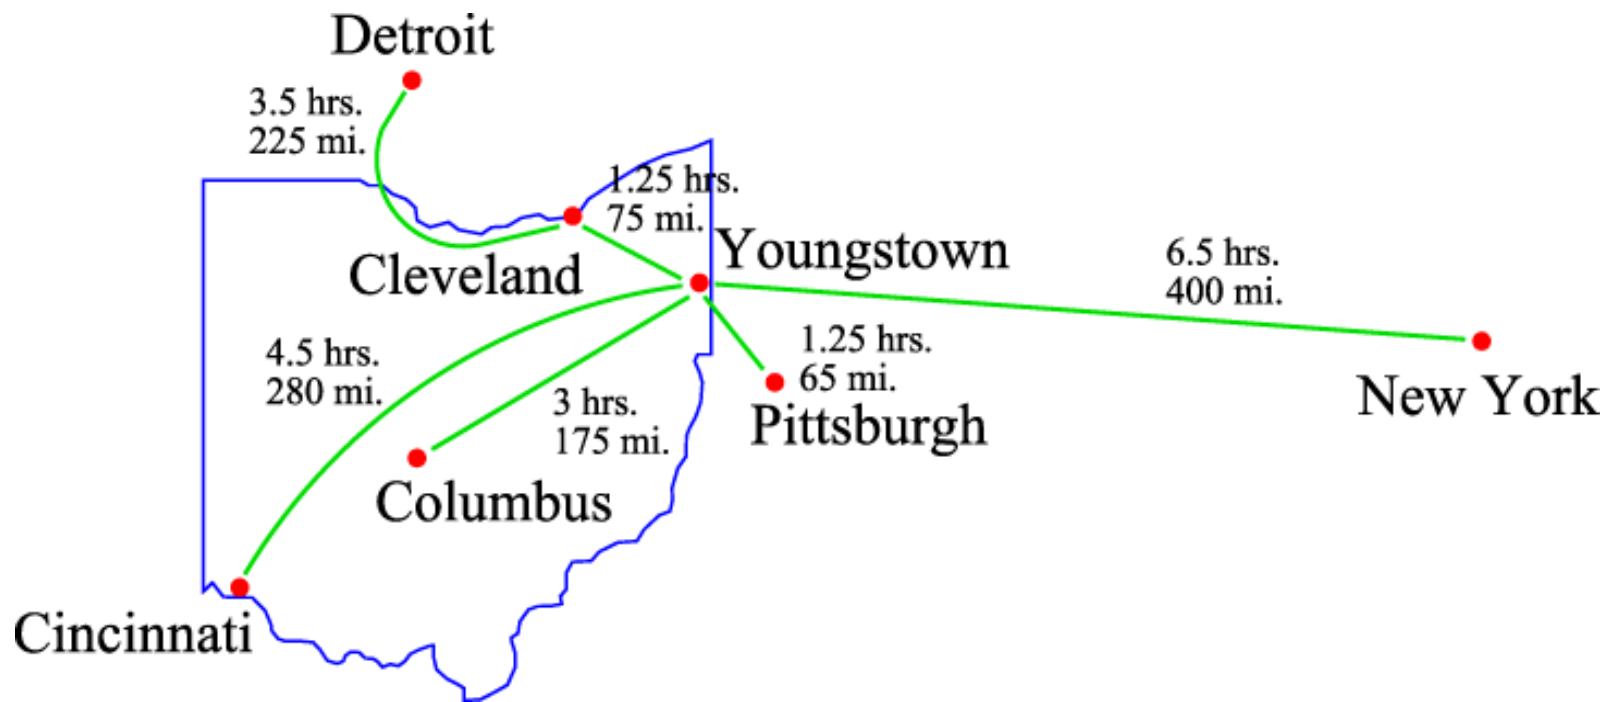 Detroit
3.5 hrs.
225 mi.
1.25 hrs.
75 mi.
Youngstown
Cleveland
6.5 hrs.
400 mi.
4.5 hrs.
280 mi.
1.25 hrs.
65 mi.
Pittsburgh
New York
3 hrs.
175 mi.
Columbus
Cincinnati